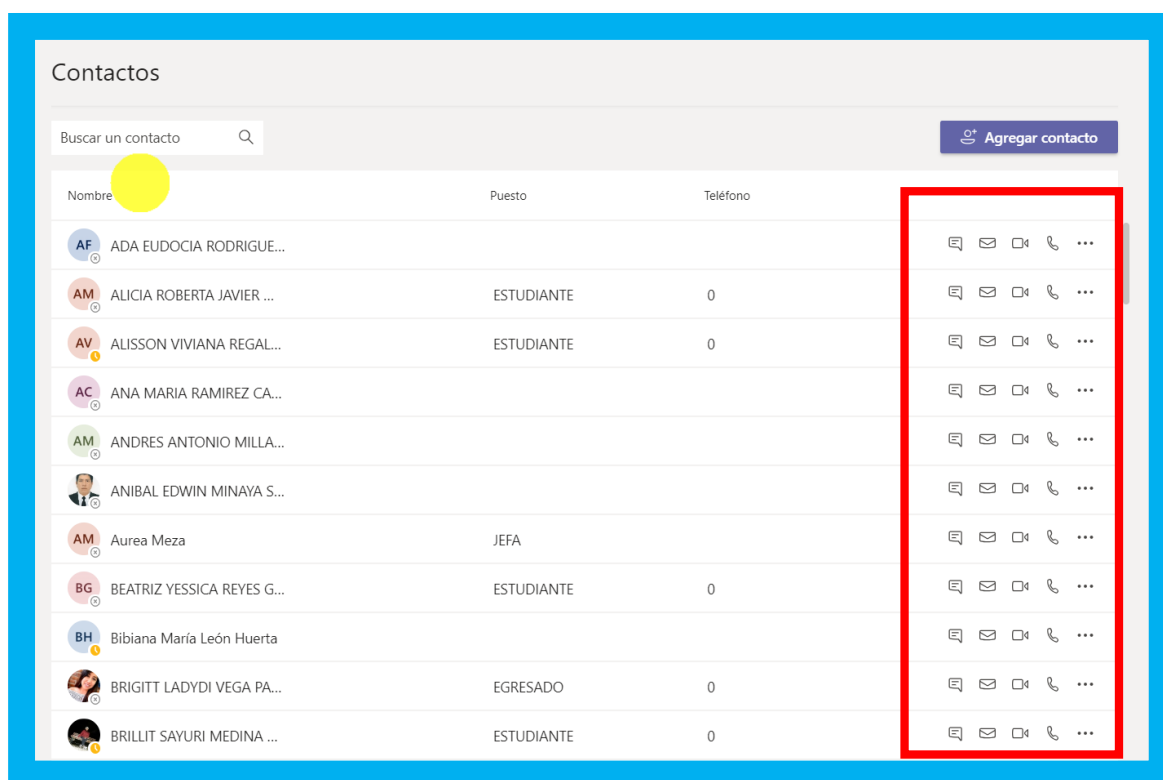 Contactos
Buscar un contacto
Agregar contacto
Nombre Puesto Teléfono
AF ADA EUDOCIA RODRIGUE...
AM ALICIA ROBERTA JAVIER ... ESTUDIANTE 0
AV ALISSON VIVIANA REGAL... ESTUDIANTE 0
AC ANA MARIA RAMIREZ CA...
AM ANDRES ANTONIO MILLA...
ANIBAL EDWIN MINAYA S...
AM Aurea Meza JEFA
BG BEATRIZ YESSICA REYES G... ESTUDIANTE 0
BH Bibiana María León Huerta
BRIGITT LADYDI VEGA PA... EGRESADO 0
BRILLIT SAYURI MEDINA ... ESTUDIANTE 0